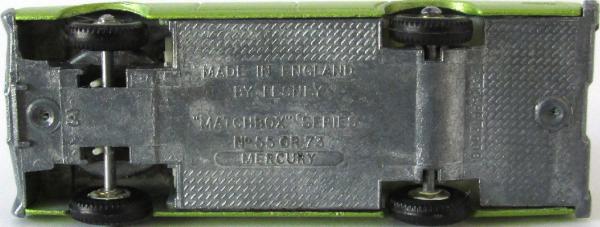 MADE IN ENGLAND
BY LESNEY
"MATCHBOX" SERIES
No 55 OR 73
MERCURY